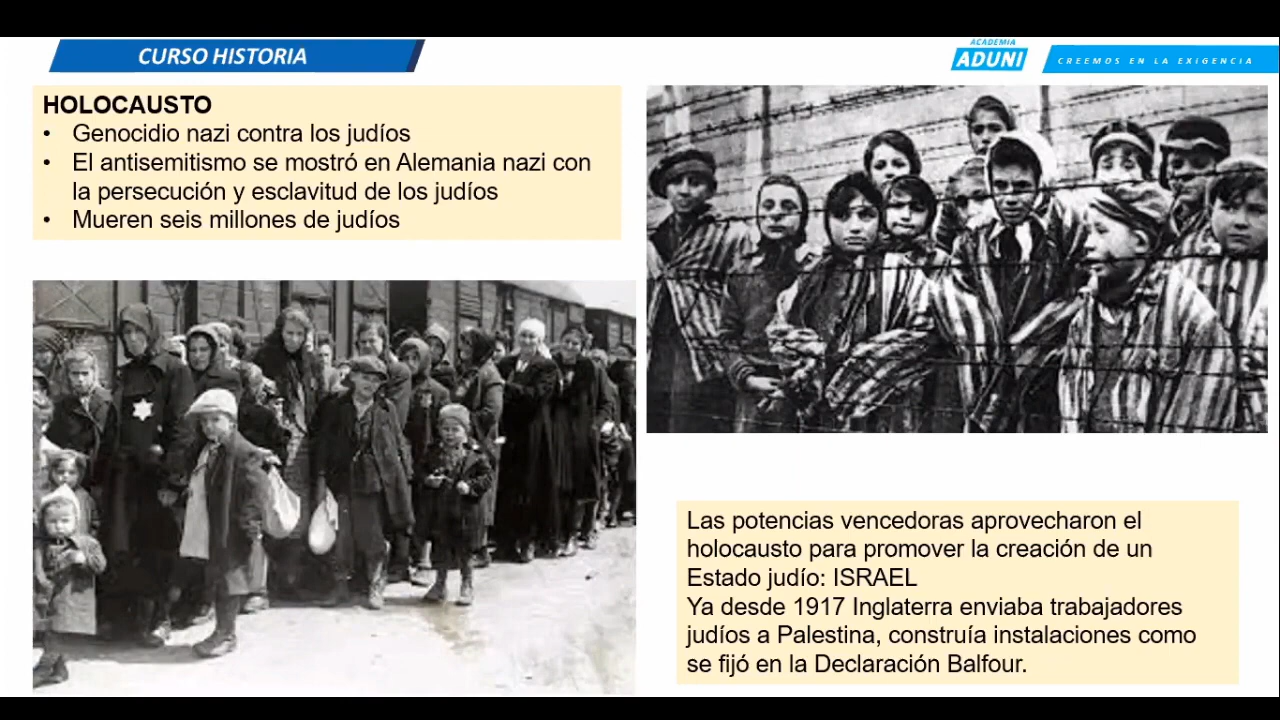 CURSO HISTORIA
ACADEMIA
ADUNI
CREEMOS EN LA EXIGENCIA
HOLOCAUSTO
• Genocidio nazi contra los judíos
• El antisemitismo se mostró en Alemania nazi con
la persecución y esclavitud de los judíos
• Mueren seis millones de judíos
Las potencias vencedoras aprovecharon el
holocausto para promover la creación de un
Estado judío: ISRAEL
Ya desde 1917 Inglaterra enviaba trabajadores
judíos a Palestina, construía instalaciones como
se fijó en la Declaración Balfour.